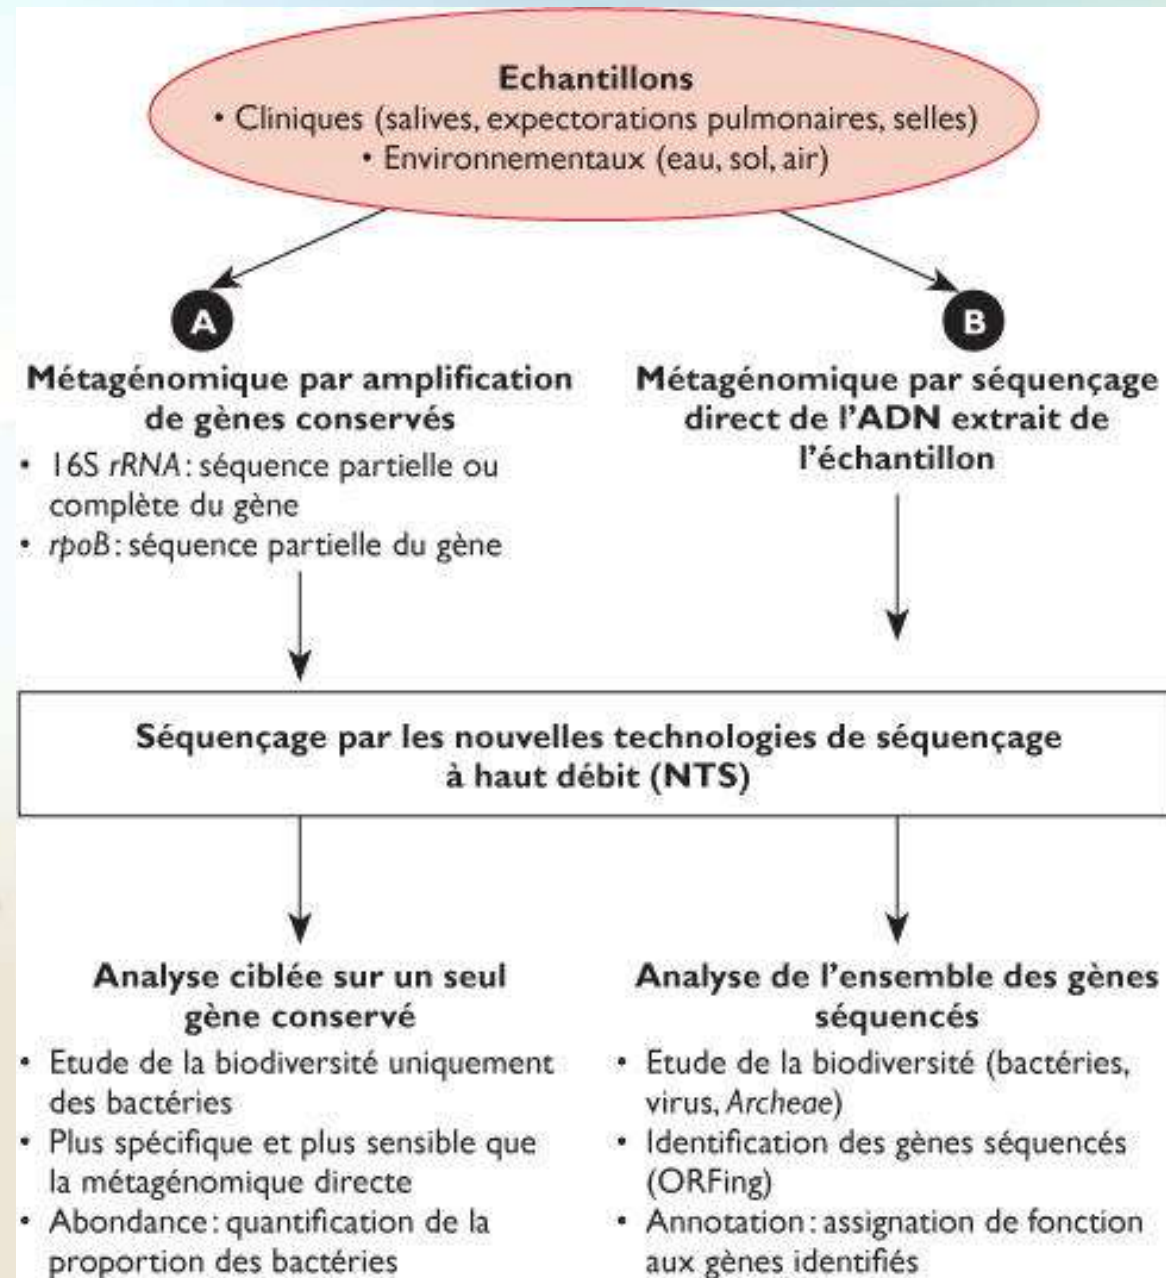 Echantillons
• Cliniques (salives, expectorations pulmonaires, selles)
• Environnementaux (eau, sol, air)
A
Métagénomique par amplification
de gènes conservés
• 16S rRNA : séquence partielle ou
complète du gène
• rpoB : séquence partielle du gène
B
Métagénomique par séquençage
direct de l'ADN extrait de
l'échantillon
Séquençage par les nouvelles technologies de séquençage
à haut débit (NTS)
Analyse ciblée sur un seul
gène conservé
• Etude de la biodiversité uniquement
des bactéries
• Plus spécifique et plus sensible que
la métagénomique directe
• Abondance : quantification de la
proportion des bactéries
Analyse de l'ensemble des gènes
séquencés
• Etude de la biodiversité (bactéries,
virus, Archeae)
• Identification des gènes séquencés
(ORFing)
• Annotation : assignation de fonction
aux gènes identifiés